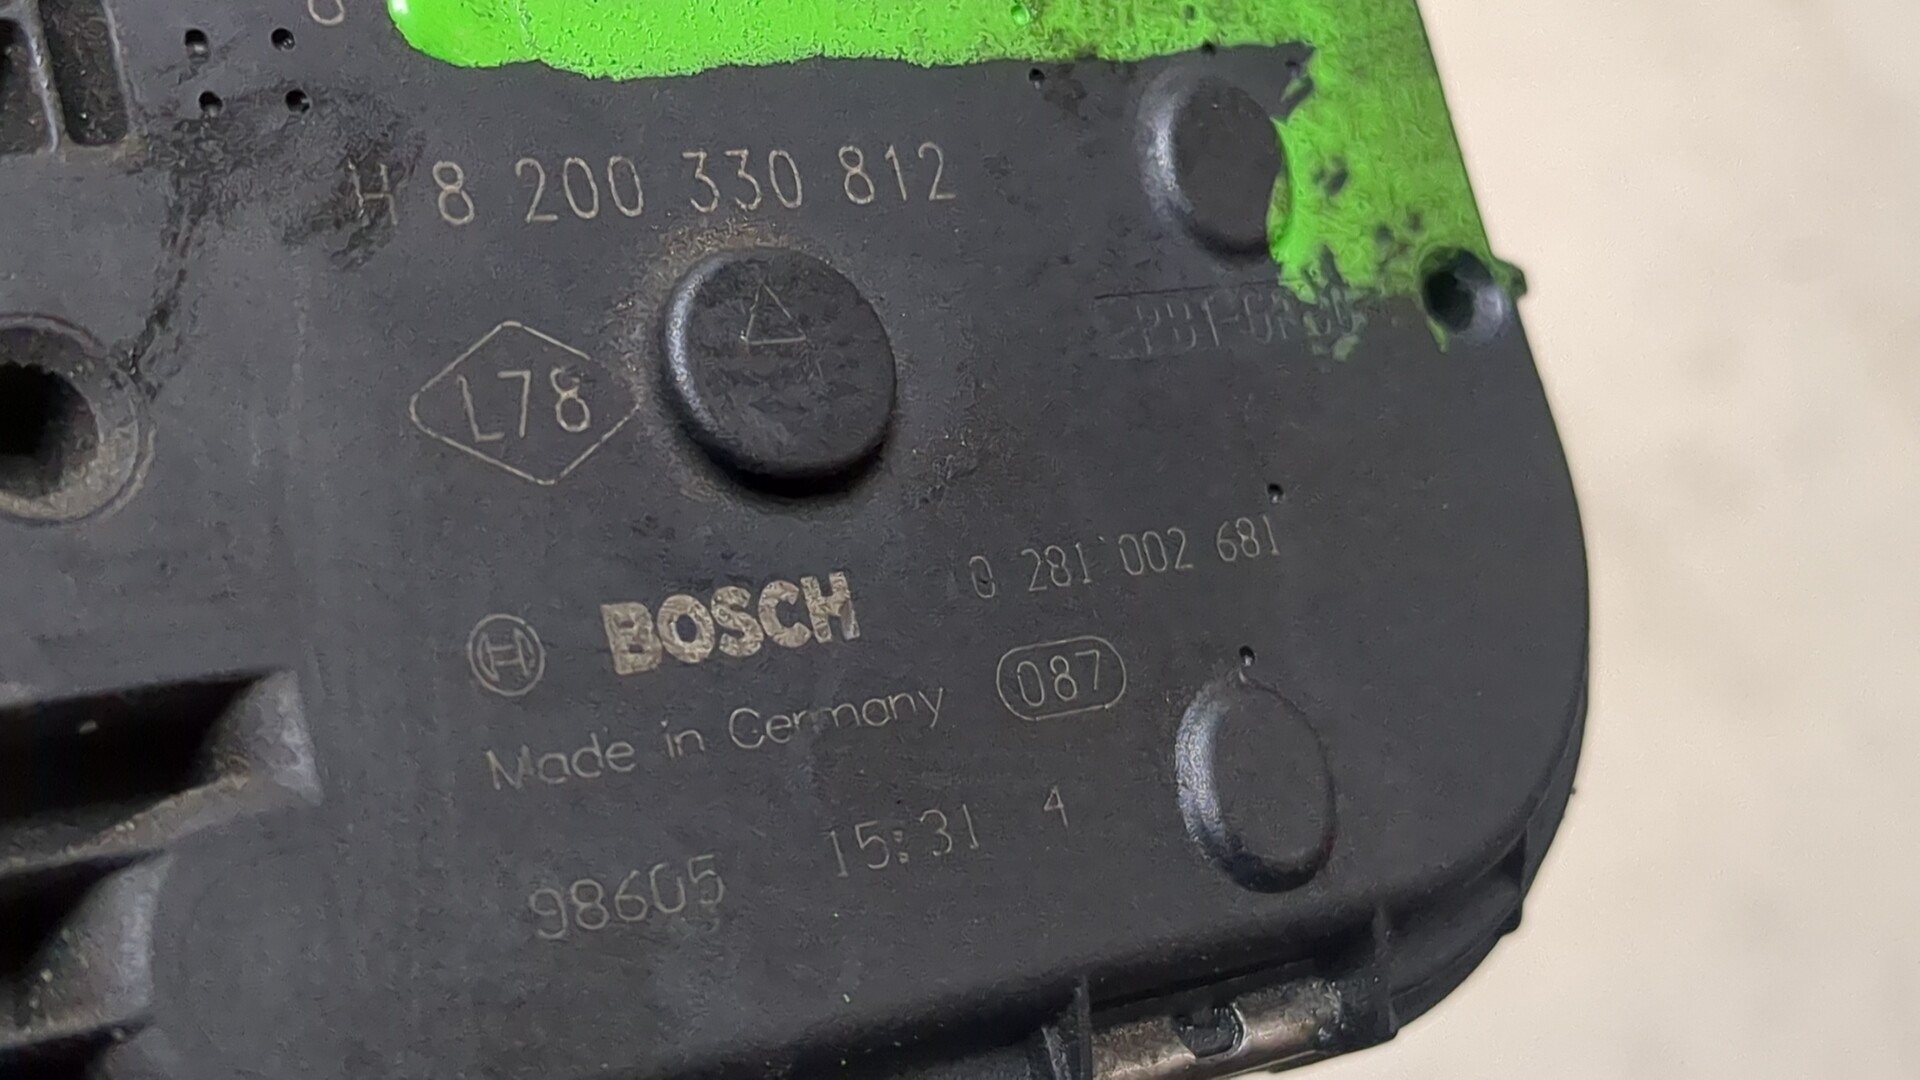 H 8 200 330 812
L78
BOSCH 0 281 002 681
Made in Germany 087
98605 15:31 4